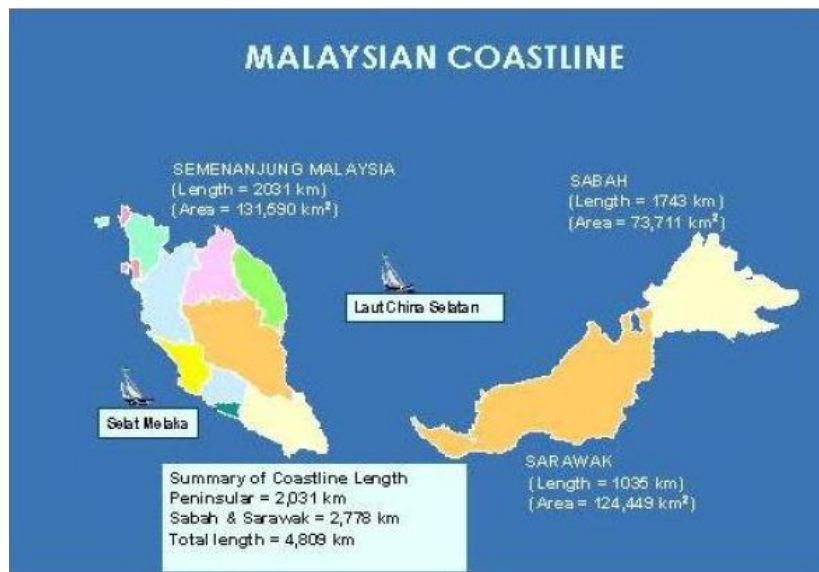 MALAYSIAN COASTLINE
SEMENANJUNG MALAYSIA
(Length = 2031 km)
(Area = 131,590 km²)
SABAH
(Length = 1743 km)
(Area = 73,711 km²)
Laut China Selatan
Selat Melaka
SARAWAK
(Length = 1035 km)
(Area = 124,449 km²)
Summary of Coastline Length
Peninsular = 2,031 km
Sabah & Sarawak = 2,778 km
Total length = 4,809 km